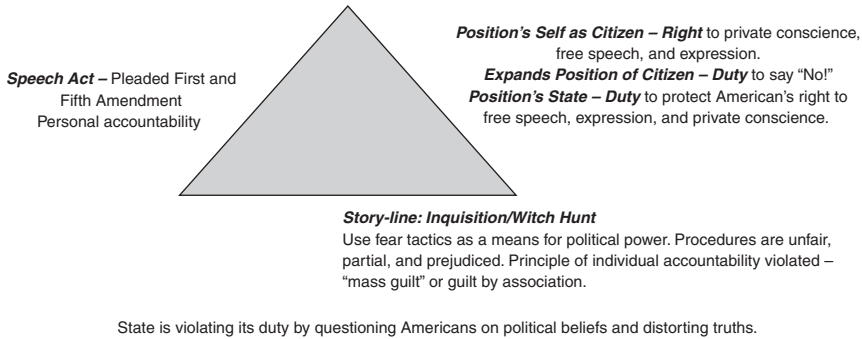 Speech Act – Pleaded First and
Fifth Amendment
Personal accountability
Position's Self as Citizen – Right to private conscience,
free speech, and expression.
Expands Position of Citizen – Duty to say “No!”
Position's State – Duty to protect American's right to
free speech, expression, and private conscience.
Story-line: Inquisition/Witch Hunt
Use fear tactics as a means for political power. Procedures are unfair,
partial, and prejudiced. Principle of individual accountability violated –
“mass guilt” or guilt by association.
State is violating its duty by questioning Americans on political beliefs and distorting truths.